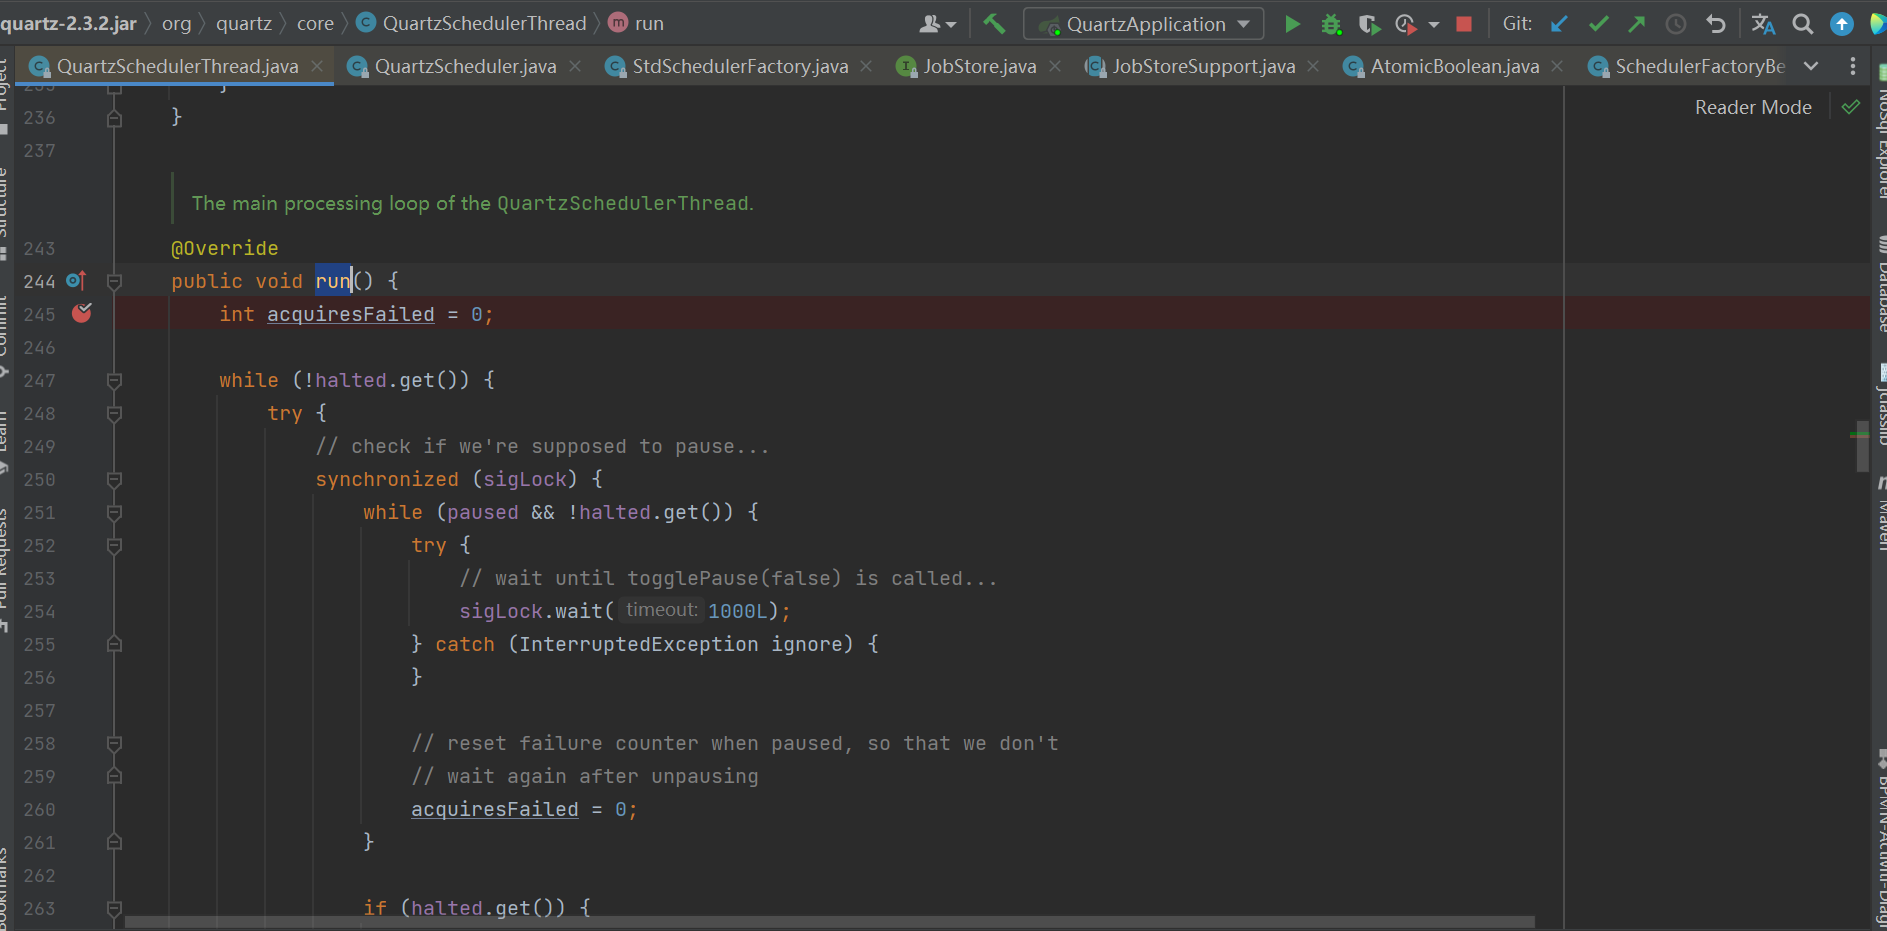 quartz-2.3.2.jar org quartz core QuartzSchedulerThread run QuartzApplication Git:
QuartzSchedulerThread.java QuartzScheduler.java StdSchedulerFactory.java JobStore.java JobStoreSupport.java AtomicBoolean.java SchedulerFactoryBe
Reader Mode
236 }
237
The main processing loop of the QuartzSchedulerThread.
243 @Override
244 public void run() {
245 int acquiresFailed = 0;
246
247 while (!halted.get()) {
248 try {
249 // check if we're supposed to pause...
250 synchronized (sigLock) {
251 while (paused && !halted.get()) {
252 try {
253 // wait until togglePause(false) is called...
254 sigLock.wait( timeout: 1000L);
255 } catch (InterruptedException ignore) {
256 }
257
258 // reset failure counter when paused, so that we don't
259 // wait again after unpausing
260 acquiresFailed = 0;
261 }
262
263 if (halted.get()) {
Project
Structure
Commit
Learn
Pull Requests
Bookmarks
Nosql Explorer
Database
jclasslib
Maven
BPMN-Activiti-Diagr